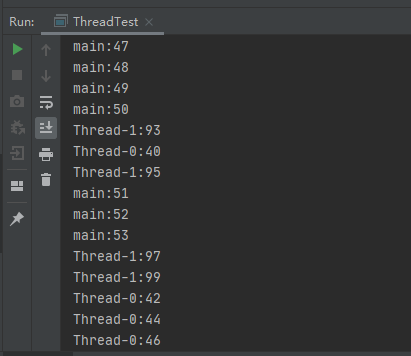 Run: ThreadTest
main:47
main:48
main:49
main:50
Thread-1:93
Thread-0:40
Thread-1:95
main:51
main:52
main:53
Thread-1:97
Thread-1:99
Thread-0:42
Thread-0:44
Thread-0:46